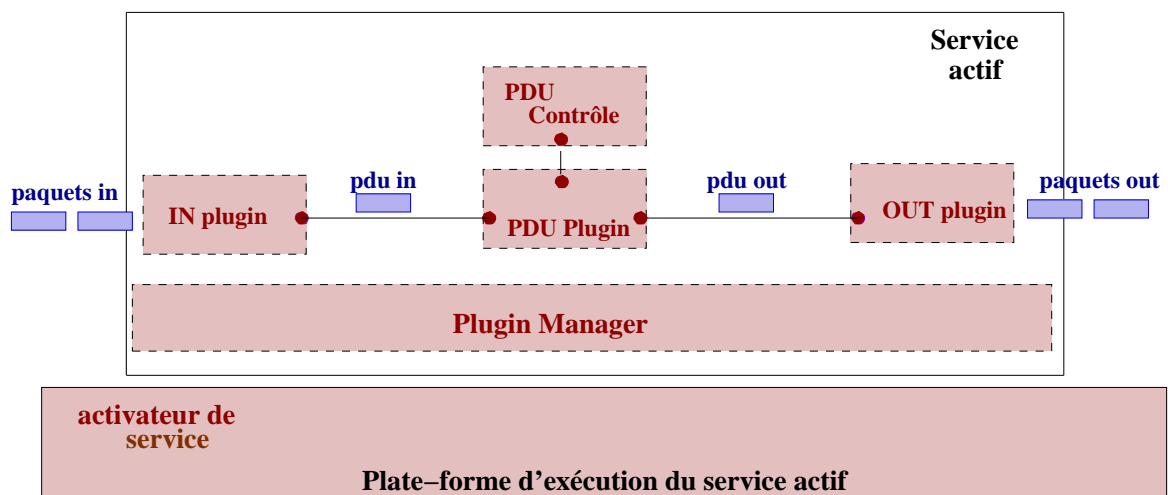 Service
actif
PDU
Contrôle
paquets in
pdu in
pdu out
paquets out
IN plugin
PDU Plugin
OUT plugin
Plugin Manager
activateur de
service
Plate−forme d'exécution du service actif